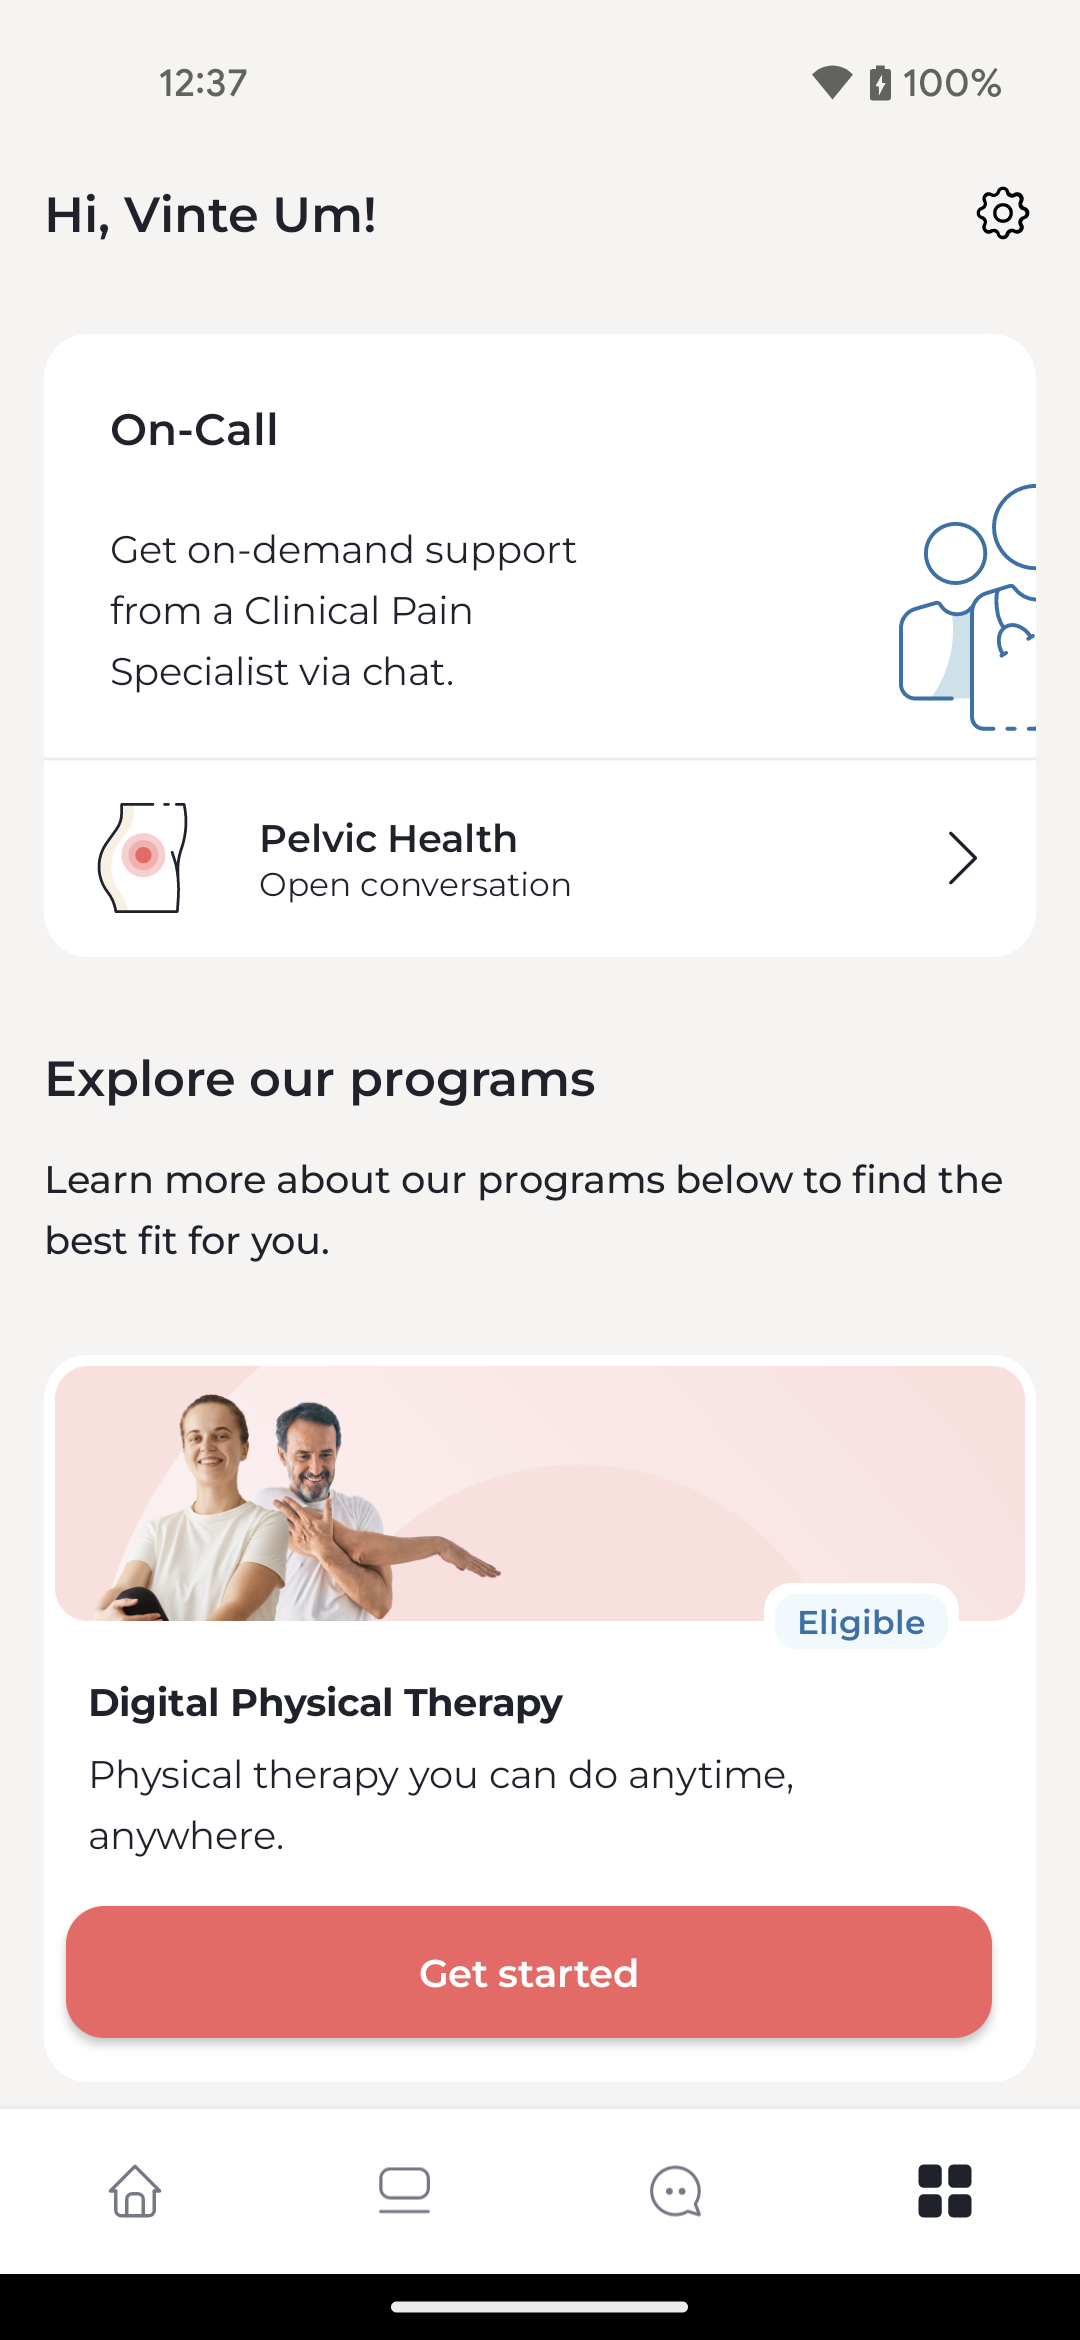 12:37
100%
Hi, Vinte Um!
On-Call
Get on-demand support
from a Clinical Pain
Specialist via chat.
Pelvic Health
Open conversation
Explore our programs
Learn more about our programs below to find the
best fit for you.
Eligible
Digital Physical Therapy
Physical therapy you can do anytime,
anywhere.
Get started